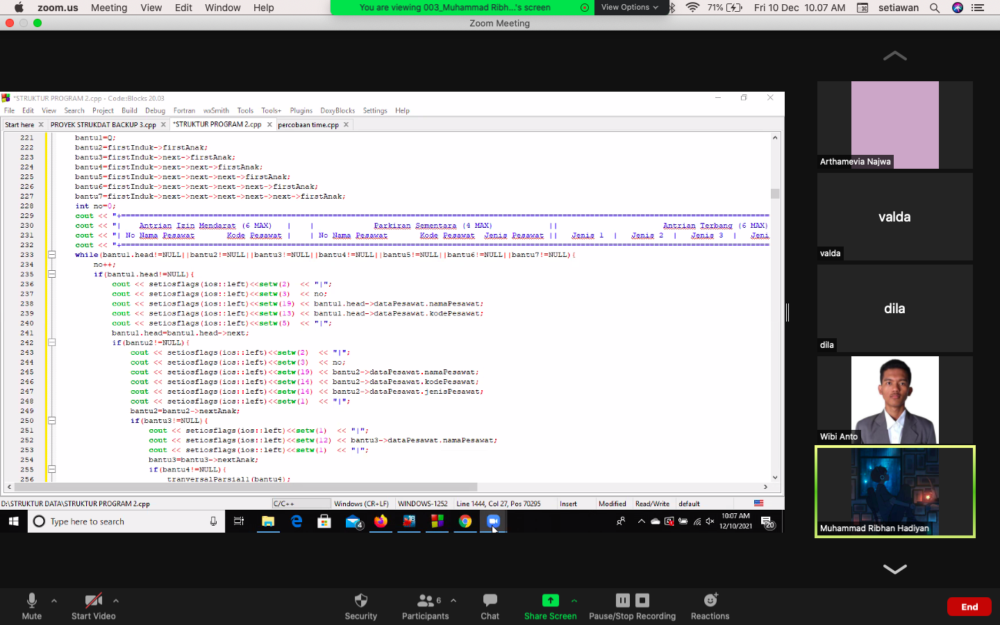 zoom.us Meeting View Edit Window Help
You are viewing 003_Muhammad Ribh...'s screen View Options
71% Fri 10 Dec 10.07 AM setiawan
Zoom Meeting
*STRUKTUR PROGRAM 2.cpp - Code::Blocks 20.03
File Edit View Search Project Build Debug Fortran wxSmith Tools Tools+ Plugins DoxyBlocks Settings Help
Start here PROYEK STRUKDAT BACKUP 3.cpp *STRUKTUR PROGRAM 2.cpp percobaan time.cpp
221 bantu1=Q;
222 bantu2=firstInduk->firstAnak;
223 bantu3=firstInduk->next->firstAnak;
224 bantu4=firstInduk->next->next->firstAnak;
225 bantu5=firstInduk->next->next->next->firstAnak;
226 bantu6=firstInduk->next->next->next->next->firstAnak;
227 bantu7=firstInduk->next->next->next->next->next->firstAnak;
228 int no=0;
229 cout << "+==========
230 cout << "| Antrian Izin Mendarat (6 MAX) | | Parkiran Sementara (4 MAX) || Antrian Terbang (6 MAX)
231 cout << "| No Nama Pesawat Kode Pesawat | | No Nama Pesawat Kode Pesawat Jenis Pesawat || Jenis 1 | Jenis 2 | Jenis 3 | Jeni
232 cout << "+==========
233 while(bantu1.head!=NULL||bantu2!=NULL||bantu3!=NULL||bantu4!=NULL||bantu5!=NULL||bantu6!=NULL||bantu7!=NULL){
234 no++;
235 if(bantu1.head!=NULL){
236 cout << setiosflags(ios::left)<<setw(2) << "|";
237 cout << setiosflags(ios::left)<<setw(3) << no;
238 cout << setiosflags(ios::left)<<setw(19) << bantu1.head->dataPesawat.namaPesawat;
239 cout << setiosflags(ios::left)<<setw(13) << bantu1.head->dataPesawat.kodePesawat;
240 cout << setiosflags(ios::left)<<setw(5) << "|";
241 bantu1.head=bantu1.head->next;
242 if(bantu2!=NULL){
243 cout << setiosflags(ios::left)<<setw(2) << "|";
244 cout << setiosflags(ios::left)<<setw(3) << no;
245 cout << setiosflags(ios::left)<<setw(19) << bantu2->dataPesawat.namaPesawat;
246 cout << setiosflags(ios::left)<<setw(14) << bantu2->dataPesawat.kodePesawat;
247 cout << setiosflags(ios::left)<<setw(14) << bantu2->dataPesawat.jenisPesawat;
248 cout << setiosflags(ios::left)<<setw(1) << "|";
249 bantu2=bantu2->nextAnak;
250 if(bantu3!=NULL){
251 cout << setiosflags(ios::left)<<setw(1) << "|";
252 cout << setiosflags(ios::left)<<setw(12) << bantu3->dataPesawat.namaPesawat;
253 cout << setiosflags(ios::left)<<setw(1) << "|";
254 bantu3=bantu3->nextAnak;
255 if(bantu4!=NULL){
256 tranversalParsial1(bantu4);
D:\STRUKTUR DATA\STRUKTUR PROGRAM 2.cpp C/C++ Windows (CR+LF) WINDOWS-1252 Line 1444, Col 27, Pos 70295 Insert Modified Read/Write default
Type here to search
4
18
10:07 AM
12/10/2021
20
Arthamevia Najwa
valda
valda
dila
dila
Wibi Anto
Muhammad Ribhan Hadiyan
Mute Start Video Security Participants 6 Chat Share Screen Pause/Stop Recording Reactions End